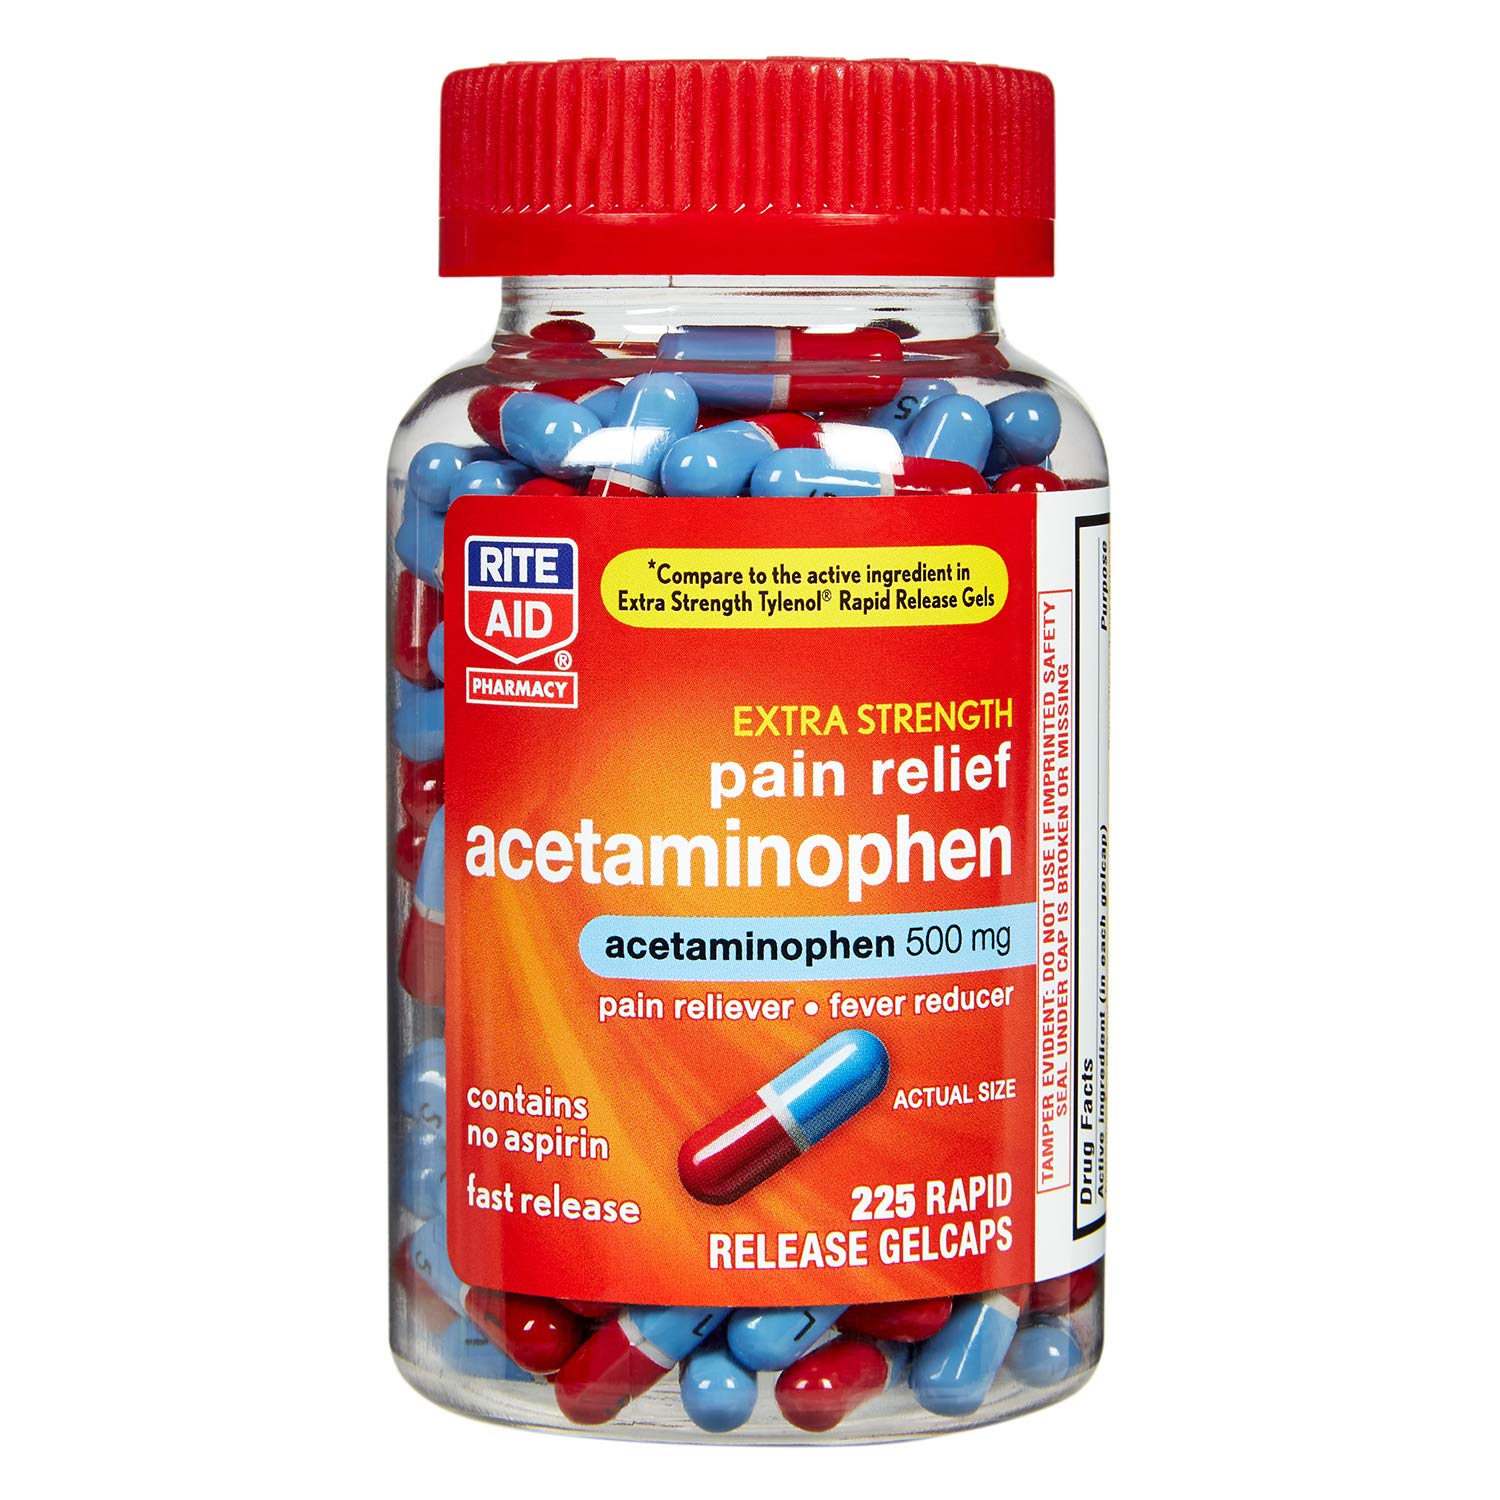 RITE
AID®
PHARMACY
*Compare to the active ingredient in
Extra Strength Tylenol® Rapid Release Gels
EXTRA STRENGTH
pain relief
acetaminophen
acetaminophen 500 mg
pain reliever • fever reducer
ACTUAL SIZE
contains
no aspirin
fast release
225 RAPID
RELEASE GELCAPS
TAMPER EVIDENT: DO NOT USE IF IMPRINTED SAFETY
SEAL UNDER CAP IS BROKEN OR MISSING
Drug Facts
Active ingredient (in each gelcap)
Purpose